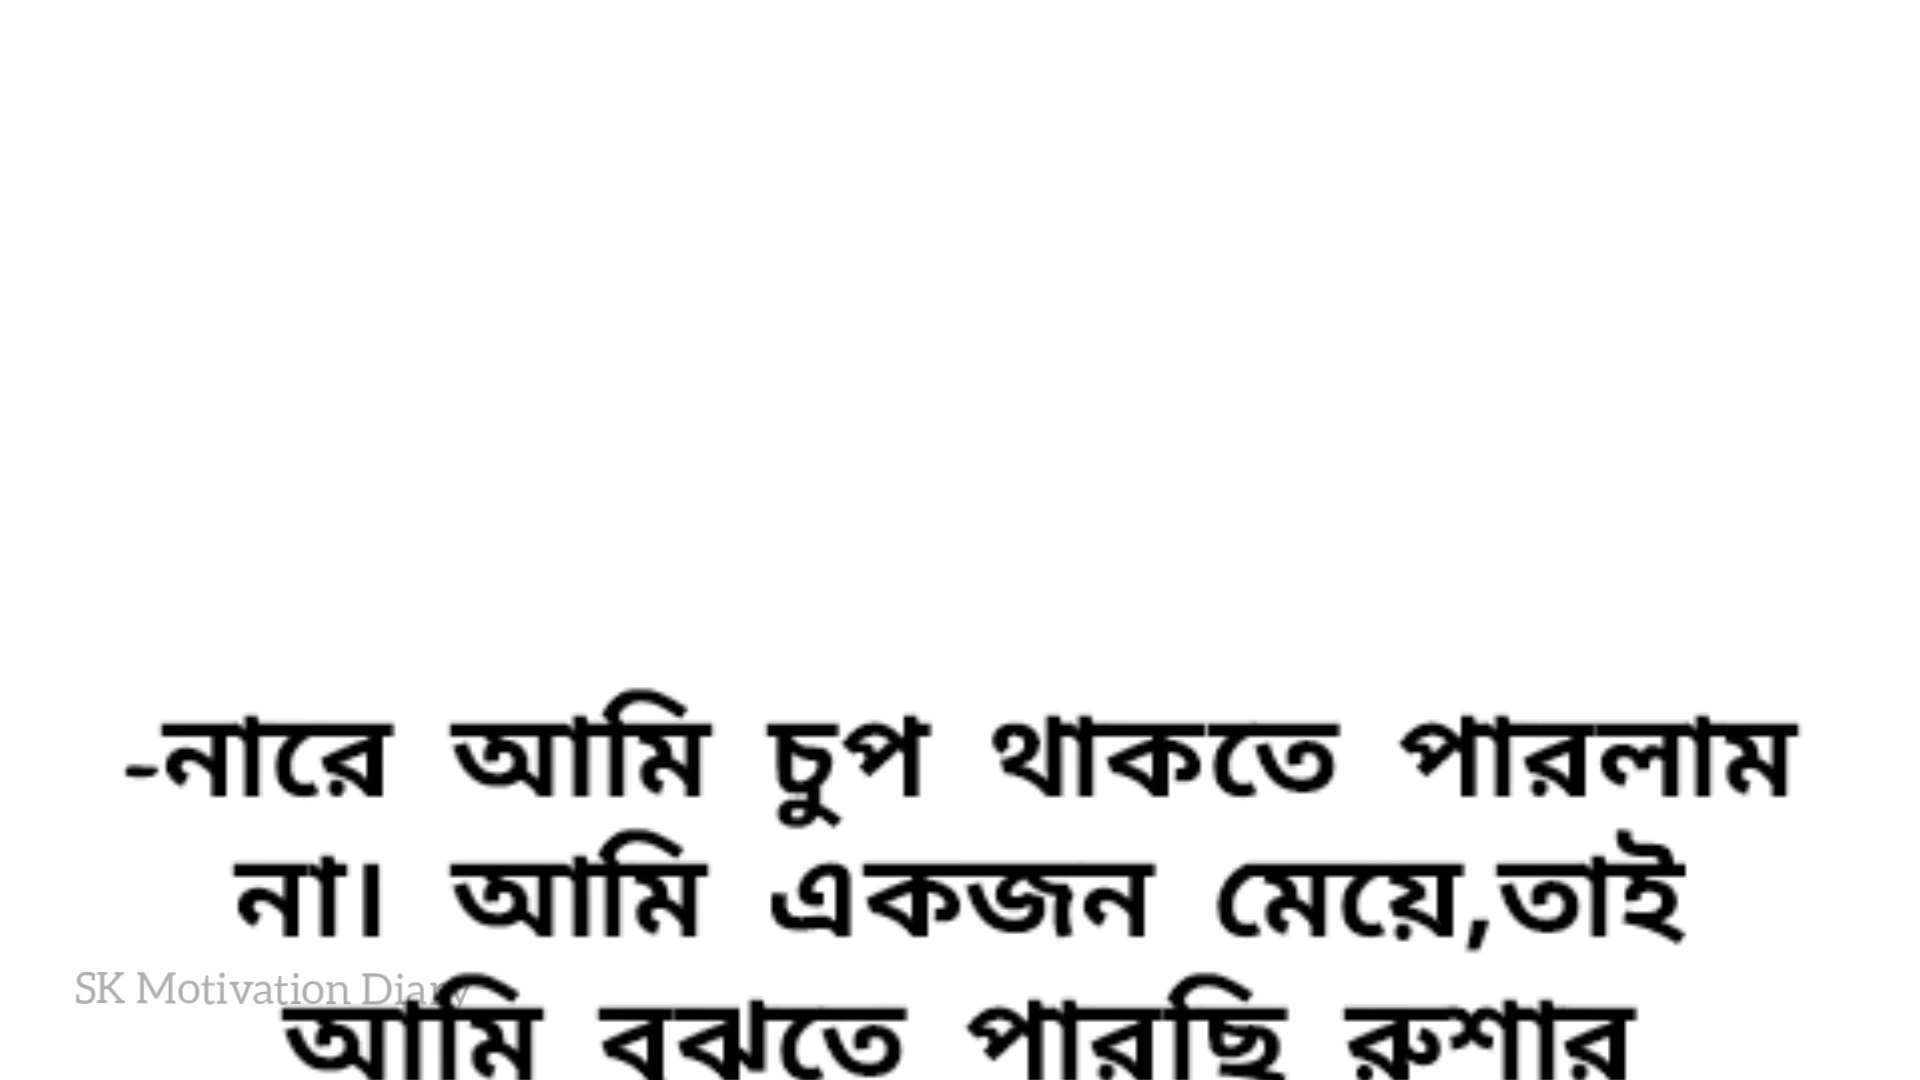 -নারে আমি চুপ থাকতে পারলাম
না। আমি একজন মেয়ে,তাই
SK Motivation Diary
আমি বুঝতে পারছি রুশার